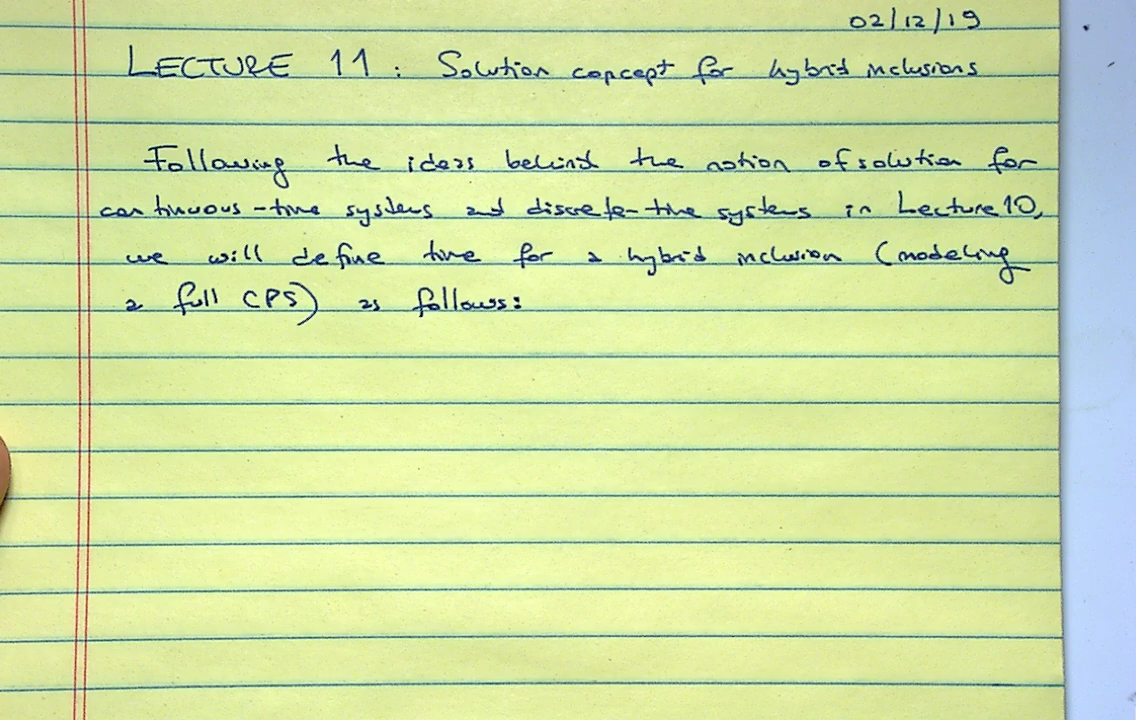 02/12/19
LECTURE 11: Solution concept for hybrid inclusions
Following the ideas behind the notion of solution for
continuous-time systems and discrete-time systems in Lecture 10,
we will define time for a hybrid inclusion (modeling
a full CPS) as follows: